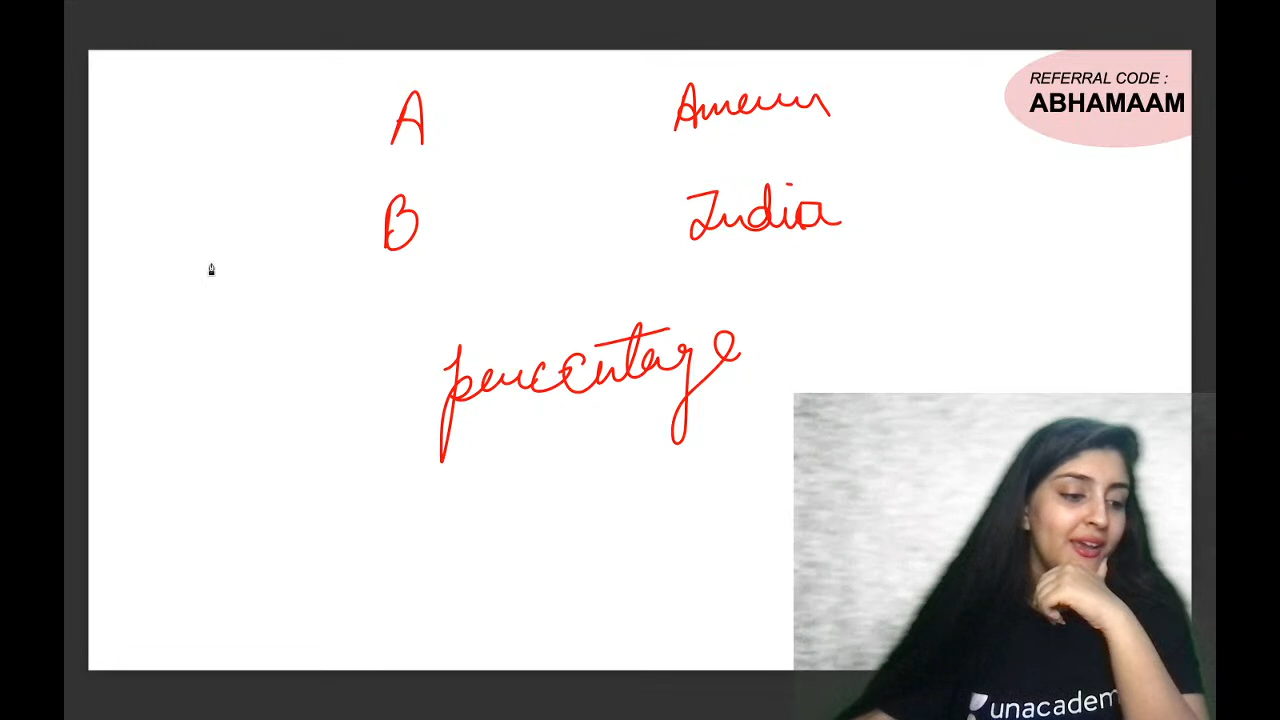 REFERRAL CODE :
ABHAMAAM
A
B
India
percentage
unacadem